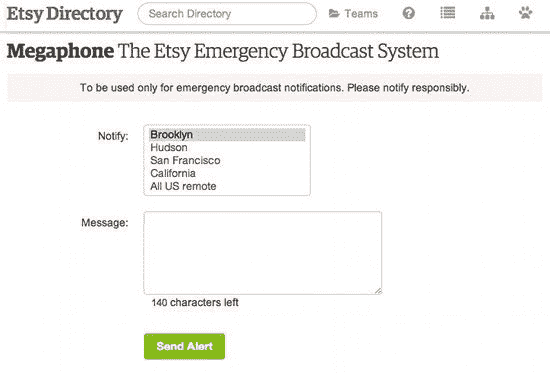 Etsy Directory Search Directory Teams
Megaphone The Etsy Emergency Broadcast System
To be used only for emergency broadcast notifications. Please notify responsibly.
Notify: Brooklyn
Hudson
San Francisco
California
All US remote
Message:
140 characters left
Send Alert